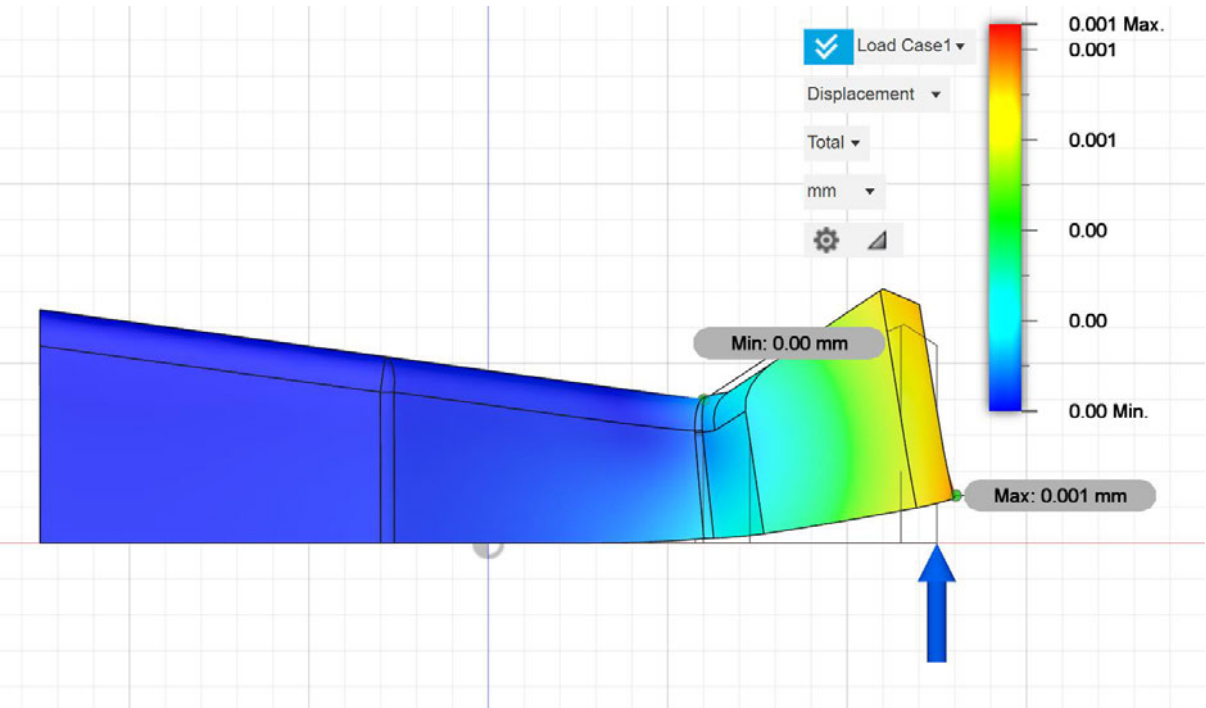 Load Case1
Displacement
Total
mm
0.001 Max.
0.001
0.001
0.00
0.00
0.00 Min.
Min: 0.00 mm
Max: 0.001 mm